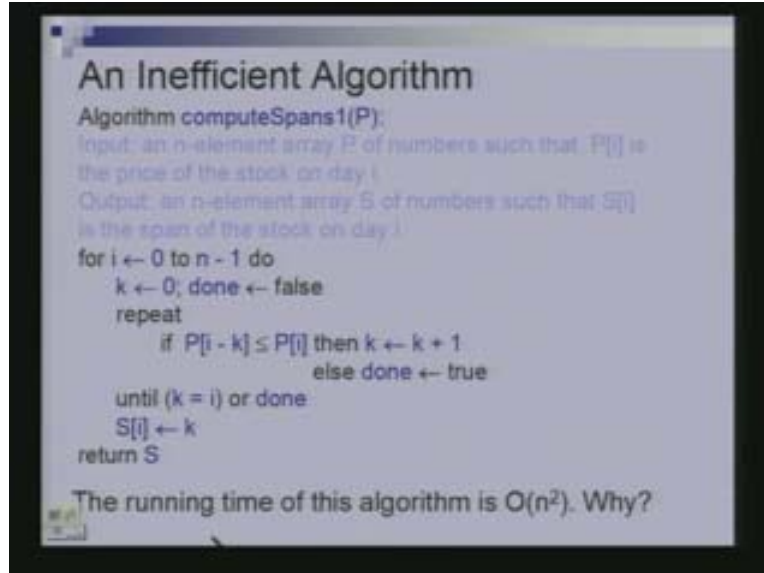 An Inefficient Algorithm
Algorithm computeSpans1(P):
Input: an n-element array P of numbers such that P[i] is
the price of the stock on day i
Output: an n-element array S of numbers such that S[i]
is the span of the stock on day i
for i ← 0 to n - 1 do
k ← 0; done ← false
repeat
if P[i - k] ≤ P[i] then k ← k + 1
else done ← true
until (k = i) or done
S[i] ← k
return S
The running time of this algorithm is O(n²). Why?